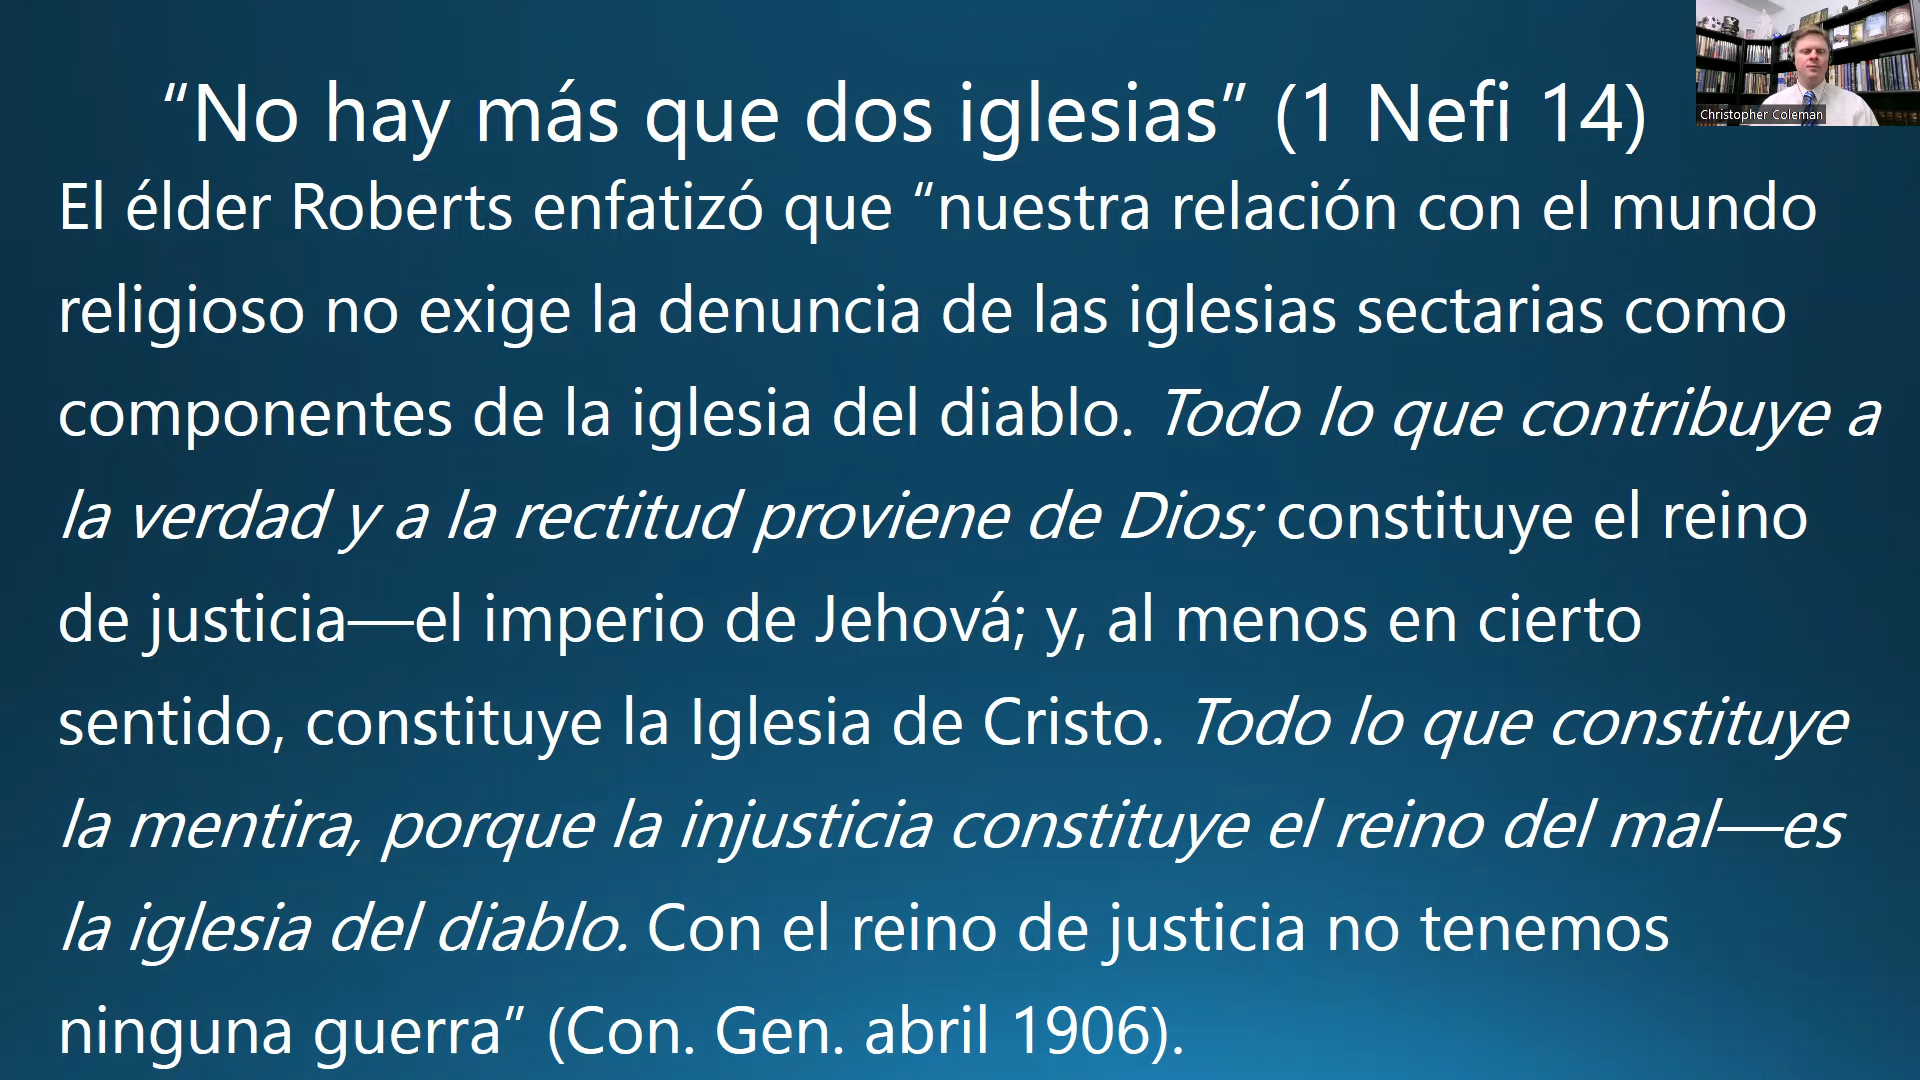 “No hay más que dos iglesias” (1 Nefi 14)
Christopher Coleman
El élder Roberts enfatizó que “nuestra relación con el mundo
religioso no exige la denuncia de las iglesias sectarias como
componentes de la iglesia del diablo. Todo lo que contribuye a
la verdad y a la rectitud proviene de Dios; constituye el reino
de justicia—el imperio de Jehová; y, al menos en cierto
sentido, constituye la Iglesia de Cristo. Todo lo que constituye
la mentira, porque la injusticia constituye el reino del mal—es
la iglesia del diablo. Con el reino de justicia no tenemos
ninguna guerra” (Con. Gen. abril 1906).